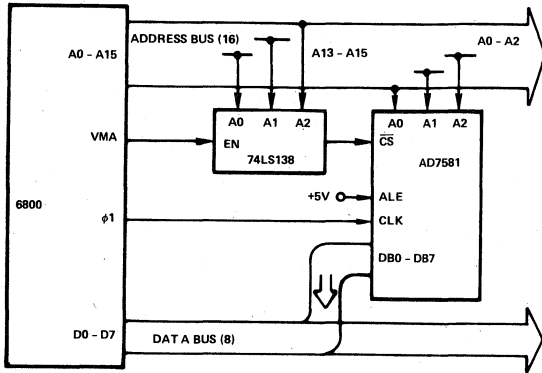 ADDRESS BUS (16)
A0 – A15
A13 – A15
A0 – A2
A0 A1 A2
A0 A1 A2
VMA
EN
CS
74LS138
AD7581
6800
+5V
ALE
φ1
CLK
DB0 – DB7
D0 – D7
DAT A BUS (8)